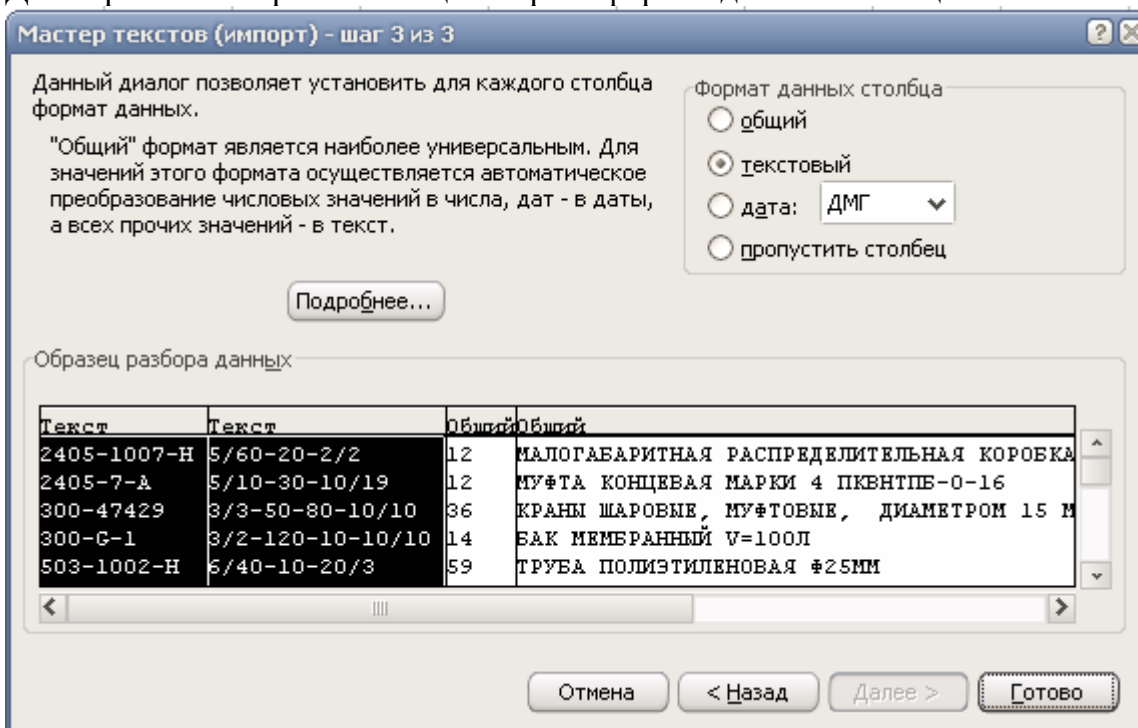 Мастер текстов (импорт) - шаг 3 из 3
Данный диалог позволяет установить для каждого столбца
формат данных.
"Общий" формат является наиболее универсальным. Для
значений этого формата осуществляется автоматическое
преобразование числовых значений в числа, дат - в даты,
а всех прочих значений - в текст.
Подробнее...
Формат данных столбца
общий
текстовый
дата: ДМГ
пропустить столбец
Образец разбора данных
Текст Текст Общий Общий
2405-1007-Н 5/60-20-2/2 12 МАЛОГАБАРИТНАЯ РАСПРЕДЕЛИТЕЛЬНАЯ КОРОБКА
2405-7-А 5/10-30-10/19 12 МУФТА КОНЦЕВАЯ МАРКИ 4 ПКВНТПБ-0-16
300-47429 3/3-50-80-10/10 36 КРАНЫ ШАРОВЫЕ, МУФТОВЫЕ, ДИАМЕТРОМ 15 М
300-G-1 3/2-120-10-10/10 14 БАК МЕМБРАННЫЙ V=100Л
503-1002-Н 6/40-10-20/3 59 ТРУБА ПОЛИЭТИЛЕНОВАЯ Ф25ММ
Отмена < Назад Далее > Готово